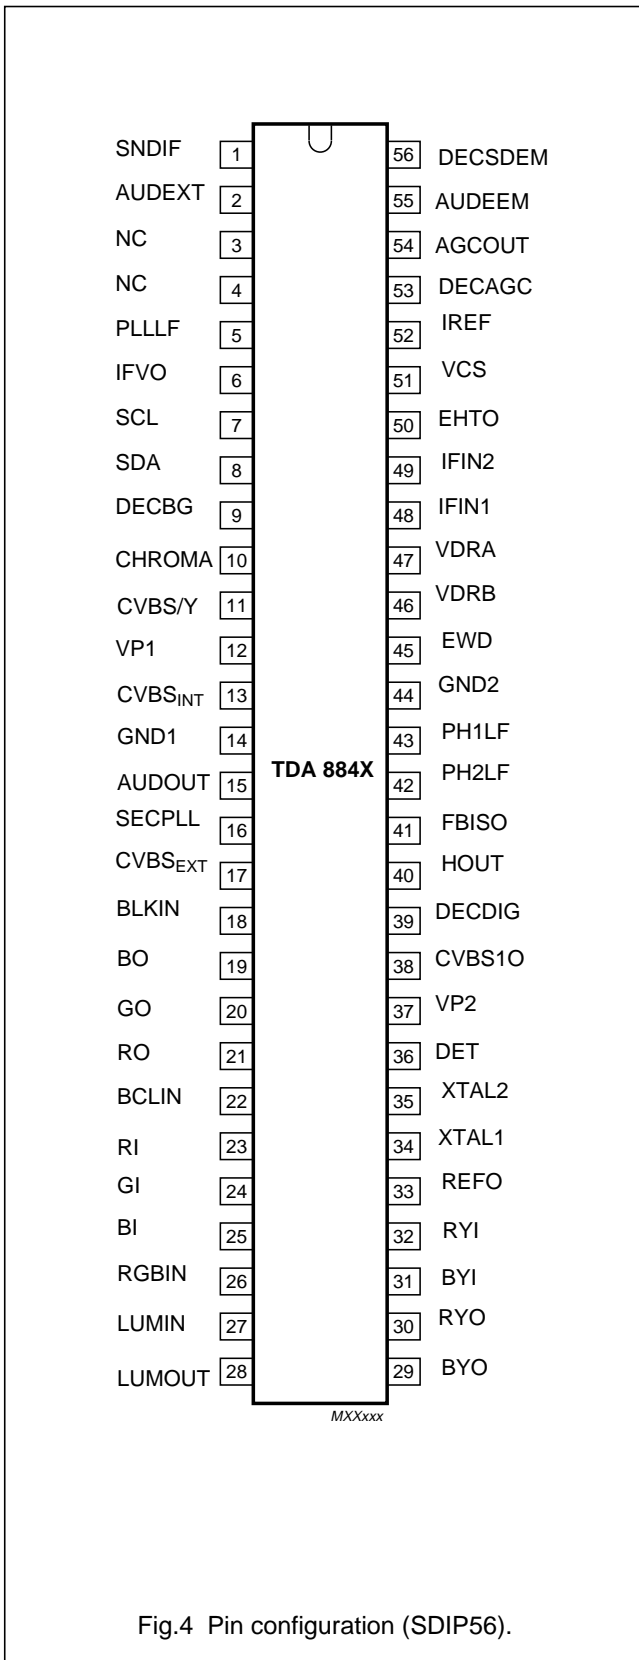 SNDIF 1 56 DECSDEM
AUDEXT 2 55 AUDEEM
NC 3 54 AGCOUT
NC 4 53 DECAGC
PLLLF 5 52 IREF
IFVO 6 51 VCS
SCL 7 50 EHTO
SDA 8 49 IFIN2
DECBG 9 48 IFIN1
CHROMA 10 47 VDRA
CVBS/Y 11 46 VDRB
VP1 12 45 EWD
CVBSINT 13 44 GND2
GND1 14 43 PH1LF
TDA 884X
AUDOUT 15 42 PH2LF
SECPLL 16 41 FBISO
CVBSEXT 17 40 HOUT
BLKIN 18 39 DECDIG
BO 19 38 CVBS1O
GO 20 37 VP2
RO 21 36 DET
BCLIN 22 35 XTAL2
RI 23 34 XTAL1
GI 24 33 REFO
BI 25 32 RYI
RGBIN 26 31 BYI
LUMIN 27 30 RYO
LUMOUT 28 29 BYO
MXXxxx
Fig.4 Pin configuration (SDIP56).